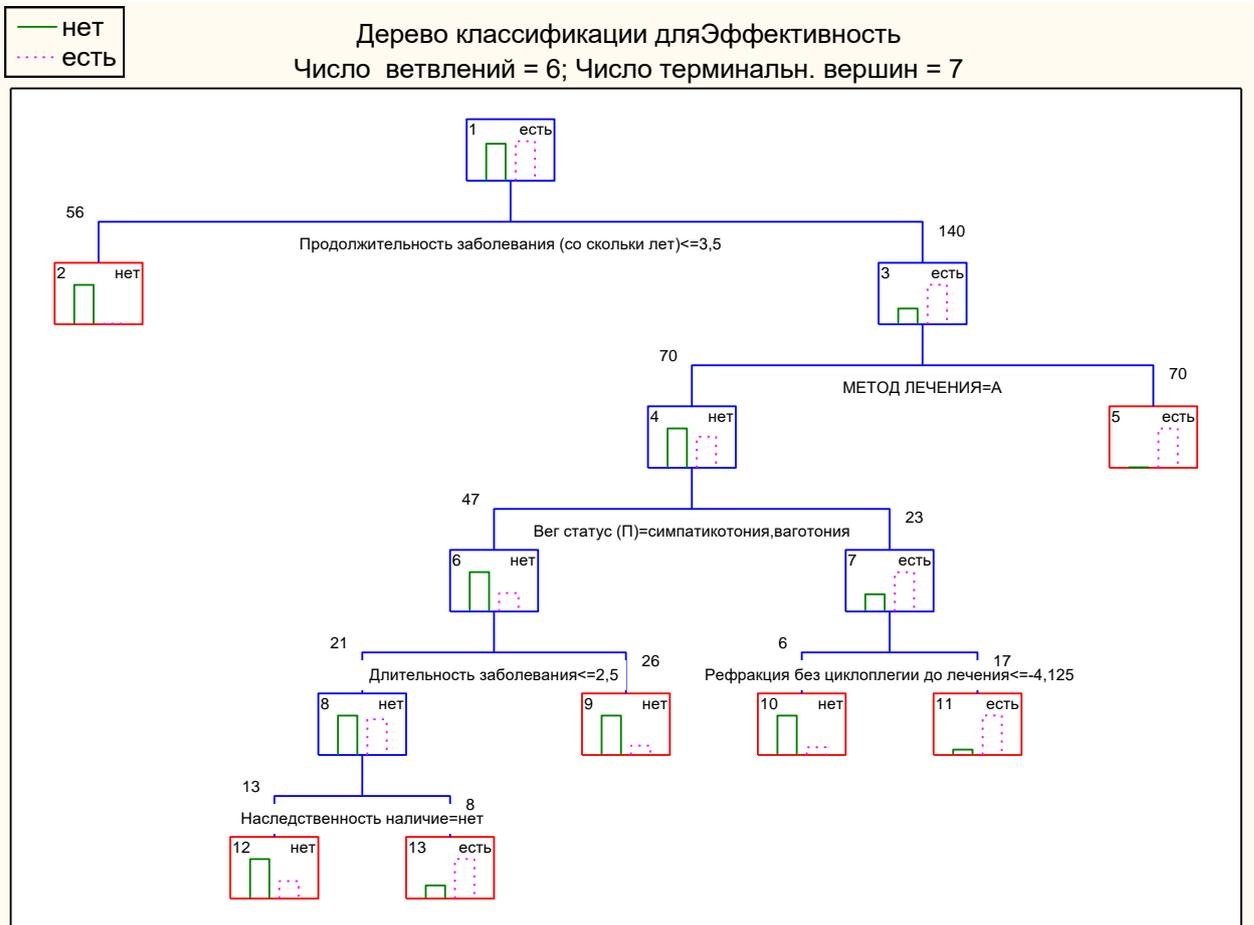 нет
есть
Дерево классификации дляЭффективность
Число ветвлений = 6; Число терминальн. вершин = 7
1 есть
56
140
Продолжительность заболевания (со скольки лет)<=3,5
2 нет
3 есть
70
70
МЕТОД ЛЕЧЕНИЯ=А
4 нет
5 есть
47
23
Вег статус (П)=симпатикотония,ваготония
6 нет
7 есть
21
26
6
17
Длительность заболевания<=2,5
Рефракция без циклоплегии до лечения<=-4,125
8 нет
9 нет
10 нет
11 есть
13
8
Наследственность наличие=нет
12 нет
13 есть